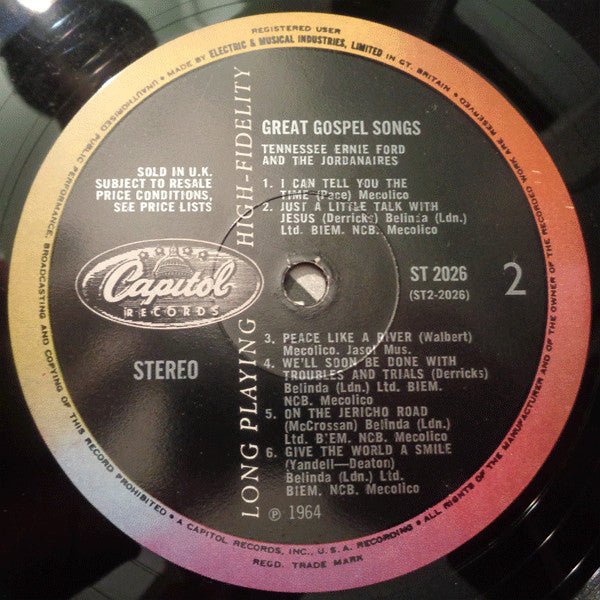 REGISTERED USER
• MADE BY ELECTRIC & MUSICAL INDUSTRIES, LIMITED IN GT. BRITAIN •
ALL RIGHTS OF THE MANUFACTURER AND OF THE OWNER OF THE RECORDED WORK ARE RESERVED
UNAUTHORISED PUBLIC PERFORMANCE, BROADCASTING AND COPYING OF THIS RECORD PROHIBITED
• A CAPITOL RECORDS, INC., U.S.A. RECORDING •
REGD. TRADE MARK
LONG PLAYING HIGH-FIDELITY
GREAT GOSPEL SONGS
TENNESSEE ERNIE FORD
AND THE JORDANAIRES
SOLD IN U.K.
SUBJECT TO RESALE
PRICE CONDITIONS,
SEE PRICE LISTS
1. I CAN TELL YOU THE
TIME (Pace) Mecolico
2. JUST A LITTLE TALK WITH
JESUS (Derricks) Belinda (Ldn.)
Ltd. BIEM. NCB. Mecolico
Capitol
RECORDS
STEREO
ST 2026
(ST2-2026)
2
3. PEACE LIKE A RIVER (Walbert)
Mecolico. Jasol Mus.
4. WE'LL SOON BE DONE WITH
TROUBLES AND TRIALS (Derricks)
Belinda (Ldn.) Ltd. BIEM.
NCB. Mecolico
5. ON THE JERICHO ROAD
(McCrossan) Belinda (Ldn.)
Ltd. BIEM. NCB. Mecolico
6. GIVE THE WORLD A SMILE
(Yandell—Deaton)
Belinda (Ldn.) Ltd.
BIEM. NCB. Mecolico
℗ 1964